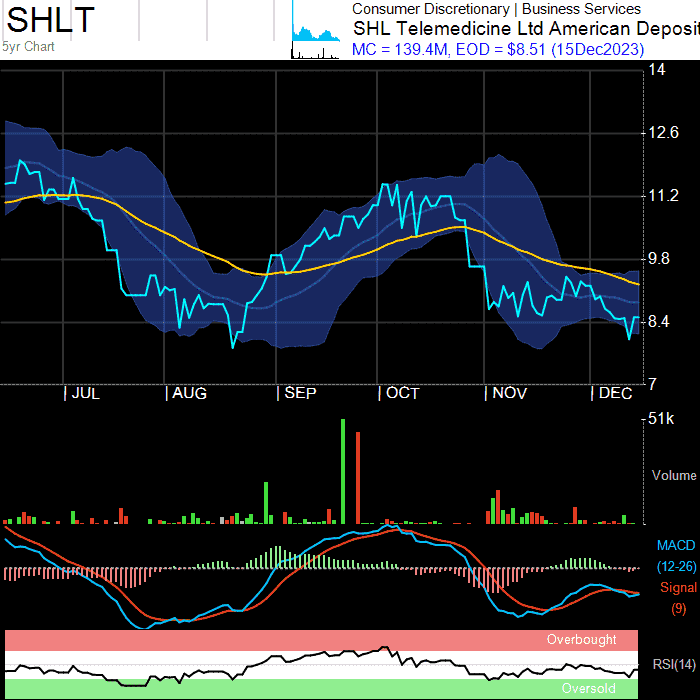 SHLT
5yr Chart
Consumer Discretionary | Business Services
SHL Telemedicine Ltd American Deposit
MC = 139.4M, EOD = $8.51 (15Dec2023)
14
12.6
11.2
9.8
8.4
7
JUL
AUG
SEP
OCT
NOV
DEC
51k
Volume
MACD
(12-26)
Signal
(9)
Overbought
RSI(14)
Oversold